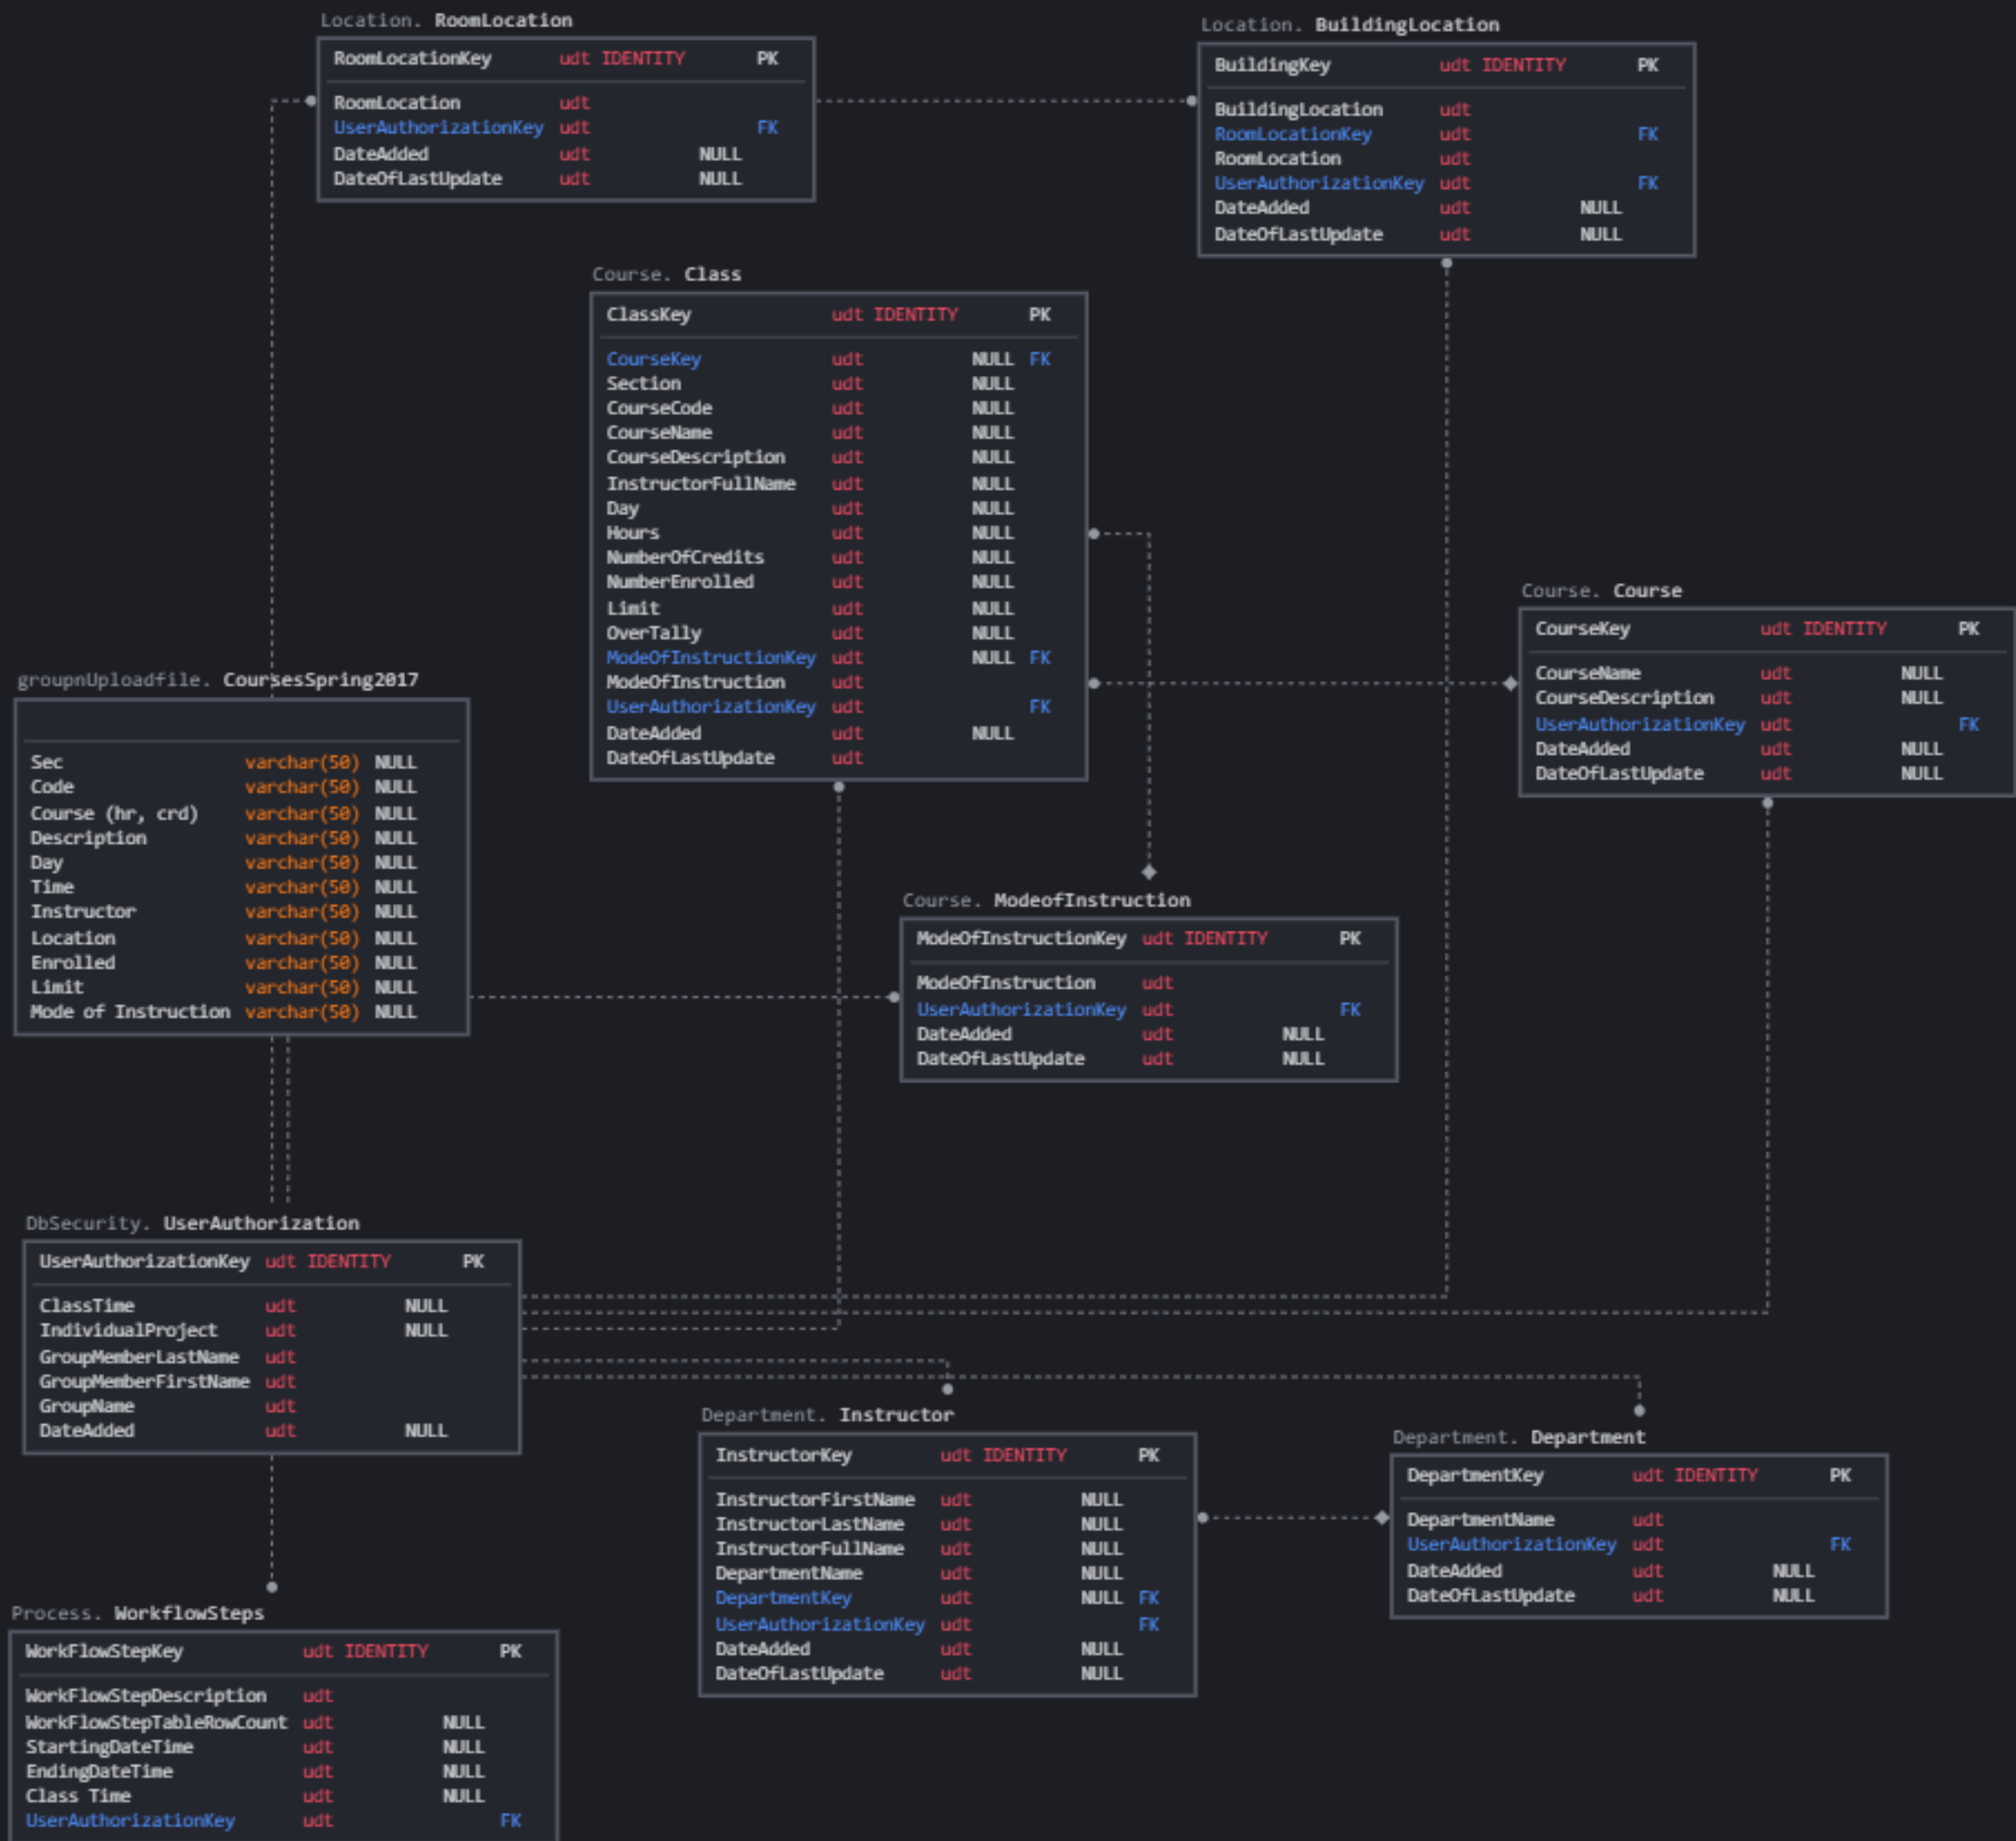 Location. RoomLocation
RoomLocationKey udt IDENTITY PK
RoomLocation udt
UserAuthorizationKey udt FK
DateAdded udt NULL
DateOfLastUpdate udt NULL
Location. BuildingLocation
BuildingKey udt IDENTITY PK
BuildingLocation udt
RoomLocationKey udt FK
RoomLocation udt
UserAuthorizationKey udt FK
DateAdded udt NULL
DateOfLastUpdate udt NULL
Course. Class
ClassKey udt IDENTITY PK
CourseKey udt NULL FK
Section udt NULL
CourseCode udt NULL
CourseName udt NULL
CourseDescription udt NULL
InstructorFullName udt NULL
Day udt NULL
Hours udt NULL
NumberOfCredits udt NULL
NumberEnrolled udt NULL
Limit udt NULL
OverTally udt NULL
ModeOfInstructionKey udt NULL FK
ModeOfInstruction udt
UserAuthorizationKey udt FK
DateAdded udt NULL
DateOfLastUpdate udt
Course. Course
CourseKey udt IDENTITY PK
CourseName udt NULL
CourseDescription udt NULL
UserAuthorizationKey udt FK
DateAdded udt NULL
DateOfLastUpdate udt NULL
groupnUploadfile. CoursesSpring2017
Sec varchar(50) NULL
Code varchar(50) NULL
Course (hr, crd) varchar(50) NULL
Description varchar(50) NULL
Day varchar(50) NULL
Time varchar(50) NULL
Instructor varchar(50) NULL
Location varchar(50) NULL
Enrolled varchar(50) NULL
Limit varchar(50) NULL
Mode of Instruction varchar(50) NULL
Course. ModeofInstruction
ModeOfInstructionKey udt IDENTITY PK
ModeOfInstruction udt
UserAuthorizationKey udt FK
DateAdded udt NULL
DateOfLastUpdate udt NULL
DbSecurity. UserAuthorization
UserAuthorizationKey udt IDENTITY PK
ClassTime udt NULL
IndividualProject udt NULL
GroupMemberLastName udt
GroupMemberFirstName udt
GroupName udt
DateAdded udt NULL
Department. Instructor
InstructorKey udt IDENTITY PK
InstructorFirstName udt NULL
InstructorLastName udt NULL
InstructorFullName udt NULL
DepartmentName udt NULL
DepartmentKey udt NULL FK
UserAuthorizationKey udt FK
DateAdded udt NULL
DateOfLastUpdate udt NULL
Department. Department
DepartmentKey udt IDENTITY PK
DepartmentName udt
UserAuthorizationKey udt FK
DateAdded udt NULL
DateOfLastUpdate udt NULL
Process. WorkflowSteps
WorkFlowStepKey udt IDENTITY PK
WorkFlowStepDescription udt
WorkFlowStepTableRowCount udt NULL
StartingDateTime udt NULL
EndingDateTime udt NULL
Class Time udt NULL
UserAuthorizationKey udt FK